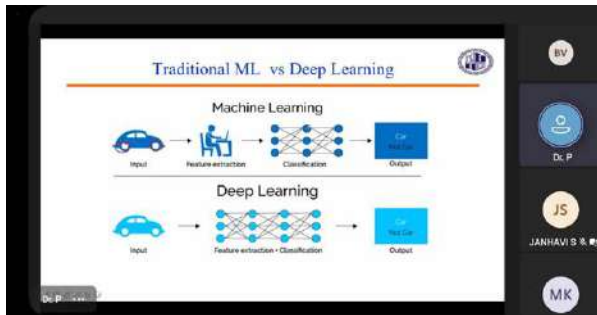 Traditional ML vs Deep Learning
Machine Learning
Input
Feature extraction
Classification
Car
Not Car
Output
Deep Learning
Input
Feature extraction + Classification
Car
Not Car
Output
Dr. P ...
BV
Dr. P
JS
JANHAVI S
MK